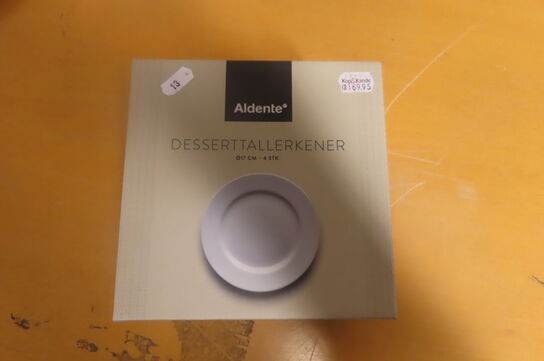 13
Aldente
Kop&Kande
169.95
DESSERTTALLERKENER
Ø17 CM - 4 STK.